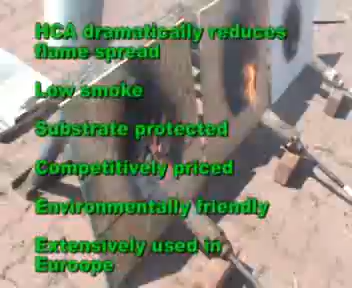 HCA dramatically reduces
flame spread
Low smoke
Substrate protected
Competitively priced
Environmentally friendly
Extensively used in
Euroope